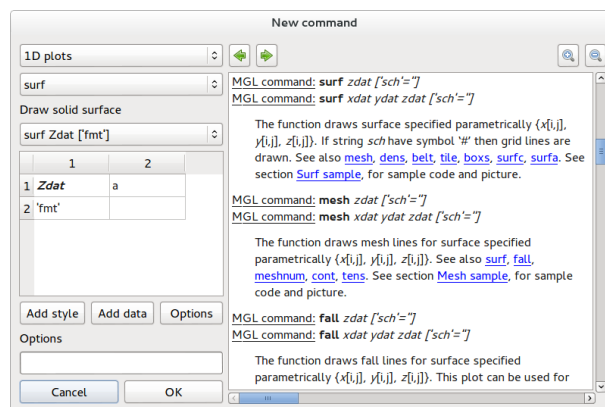 New command
1D plots
surf
Draw solid surface
surf Zdat ['fmt']
1 2
1 Zdat a
2 'fmt'
Add style Add data Options
Options
Cancel OK
MGL command: surf zdat ['sch'='']
MGL command: surf xdat ydat zdat ['sch'='']
The function draws surface specified parametrically {x[i,j],
y[i,j], z[i,j]}. If string sch have symbol '#' then grid lines are
drawn. See also mesh, dens, belt, tile, boxs, surfc, surfa. See
section Surf sample, for sample code and picture.
MGL command: mesh zdat ['sch'='']
MGL command: mesh xdat ydat zdat ['sch'='']
The function draws mesh lines for surface specified
parametrically {x[i,j], y[i,j], z[i,j]}. See also surf, fall,
meshnum, cont, tens. See section Mesh sample, for sample
code and picture.
MGL command: fall zdat ['sch'='']
MGL command: fall xdat ydat zdat ['sch'='']
The function draws fall lines for surface specified
parametrically {x[i,j], y[i,j], z[i,j]}. This plot can be used for